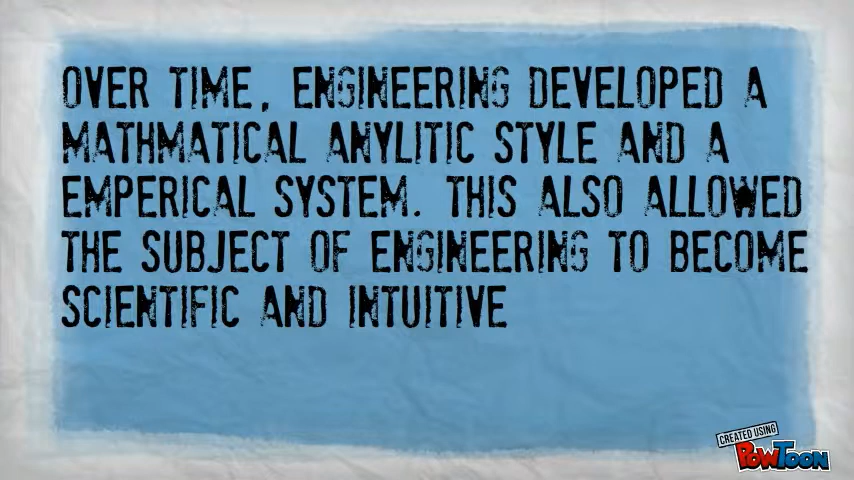 OVER TIME, ENGINEERING DEVELOPED A
MATHMATICAL ANYLITIC STYLE AND A
EMPERICAL SYSTEM. THIS ALSO ALLOWED
THE SUBJECT OF ENGINEERING TO BECOME
SCIENTIFIC AND INTUITIVE
CREATED USING
POWTOON